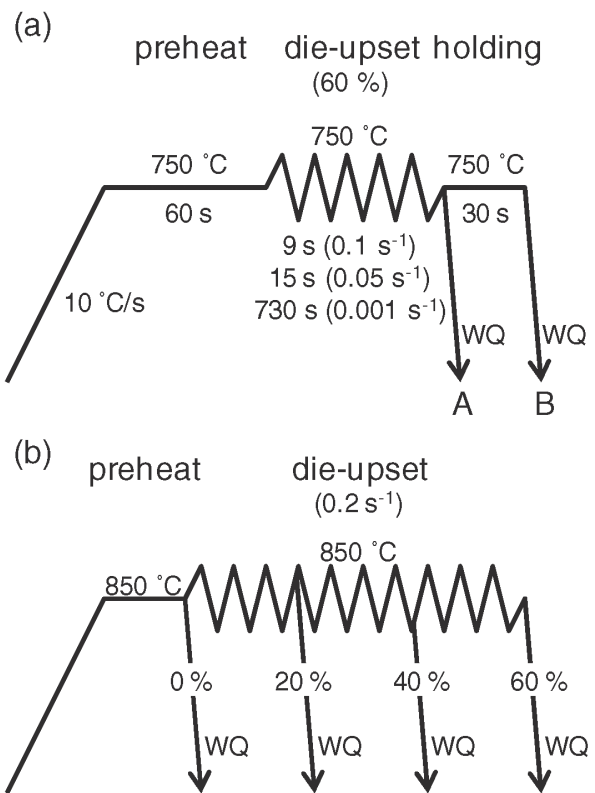 (a)
preheat die-upset holding
(60 %)
750 ˚C 750 ˚C 750 ˚C
60 s 30 s
9 s (0.1 s⁻¹)
15 s (0.05 s⁻¹)
730 s (0.001 s⁻¹)
10 ˚C/s
WQ WQ
A B
(b)
preheat die-upset
(0.2 s⁻¹)
850 ˚C 850 ˚C
0 % 20 % 40 % 60 %
WQ WQ WQ WQ